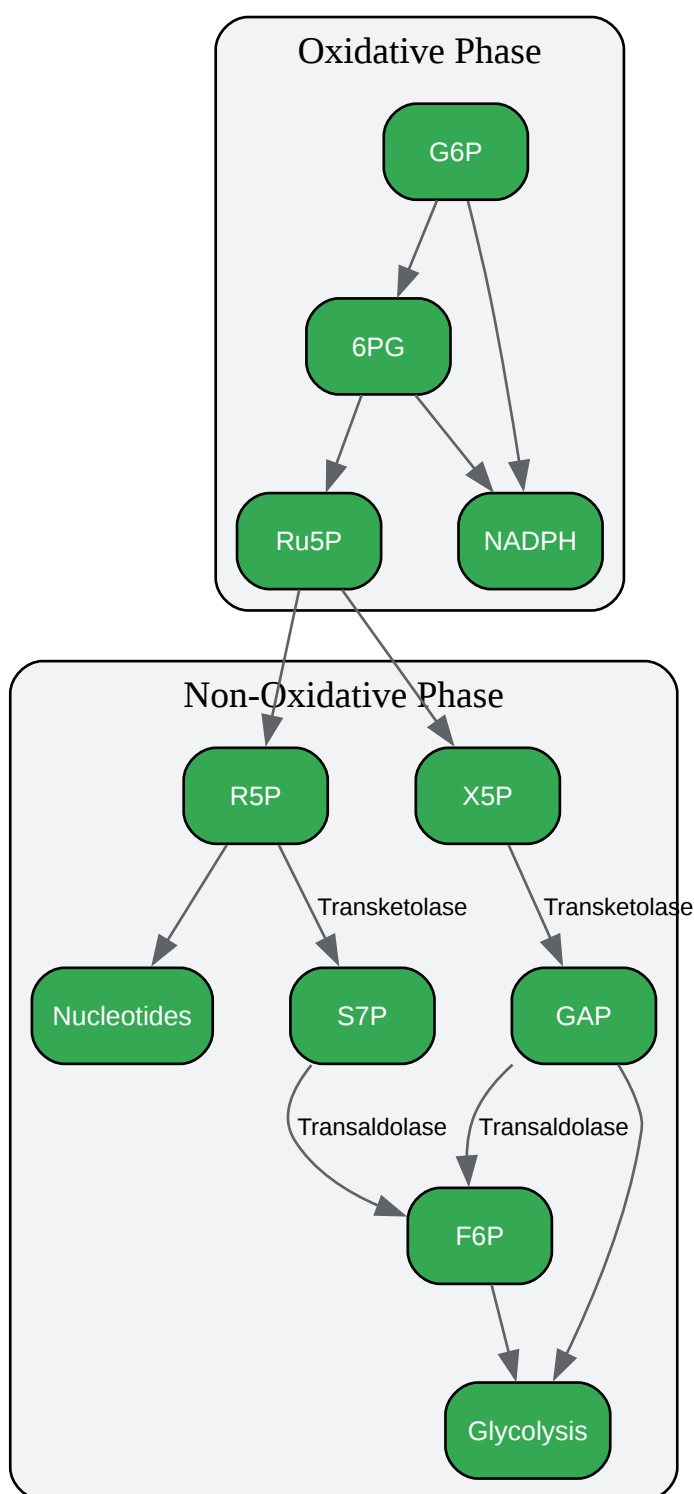 Oxidative Phase
G6P
6PG
Ru5P
NADPH
Non-Oxidative Phase
R5P
X5P
Transketolase
Transketolase
Nucleotides
S7P
GAP
Transaldolase
Transaldolase
F6P
Glycolysis